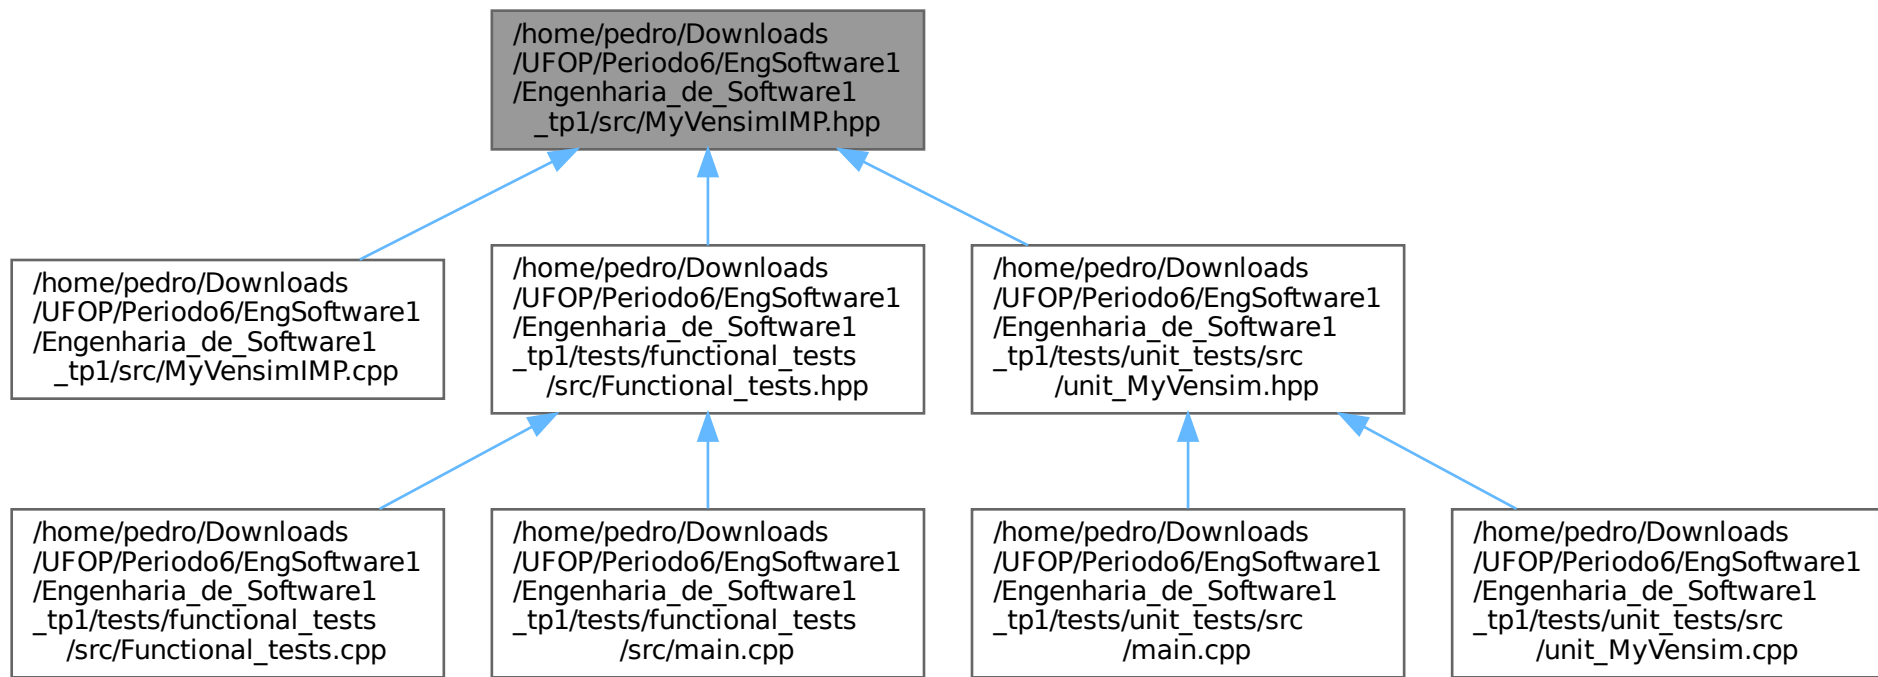 /home/pedro/Downloads
/UFOP/Periodo6/EngSoftware1
/Engenharia_de_Software1
_tp1/src/MyVensimIMP.hpp
/home/pedro/Downloads
/UFOP/Periodo6/EngSoftware1
/Engenharia_de_Software1
_tp1/src/MyVensimIMP.cpp
/home/pedro/Downloads
/UFOP/Periodo6/EngSoftware1
/Engenharia_de_Software1
_tp1/tests/functional_tests
/src/Functional_tests.hpp
/home/pedro/Downloads
/UFOP/Periodo6/EngSoftware1
/Engenharia_de_Software1
_tp1/tests/unit_tests/src
/unit_MyVensim.hpp
/home/pedro/Downloads
/UFOP/Periodo6/EngSoftware1
/Engenharia_de_Software1
_tp1/tests/functional_tests
/src/Functional_tests.cpp
/home/pedro/Downloads
/UFOP/Periodo6/EngSoftware1
/Engenharia_de_Software1
_tp1/tests/functional_tests
/src/main.cpp
/home/pedro/Downloads
/UFOP/Periodo6/EngSoftware1
/Engenharia_de_Software1
_tp1/tests/unit_tests/src
/main.cpp
/home/pedro/Downloads
/UFOP/Periodo6/EngSoftware1
/Engenharia_de_Software1
_tp1/tests/unit_tests/src
/unit_MyVensim.cpp